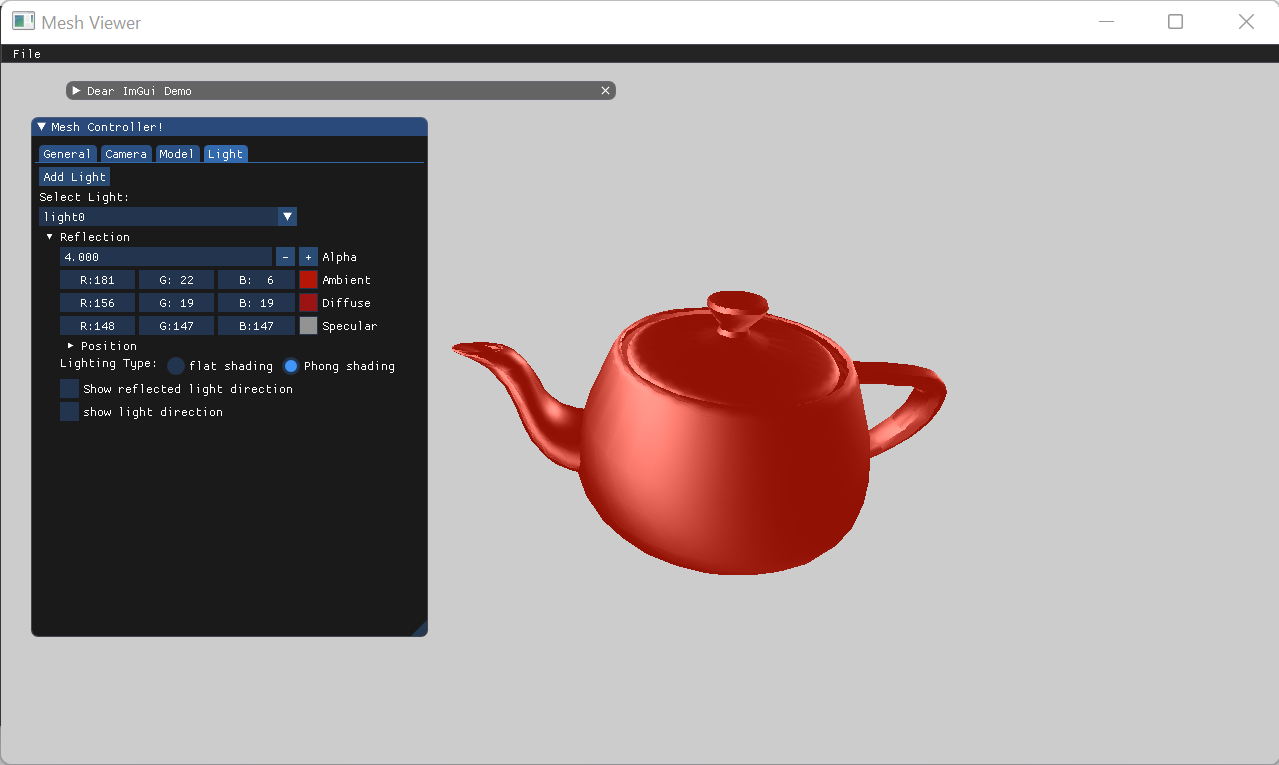 Mesh Viewer
File
Dear ImGui Demo
Mesh Controller!
General Camera Model Light
Add Light
Select Light:
light0
Reflection
4.000 - + Alpha
R:181 G: 22 B:  6 Ambient
R:156 G: 19 B: 19 Diffuse
R:148 G:147 B:147 Specular
Position
Lighting Type: flat shading Phong shading
Show reflected light direction
show light direction